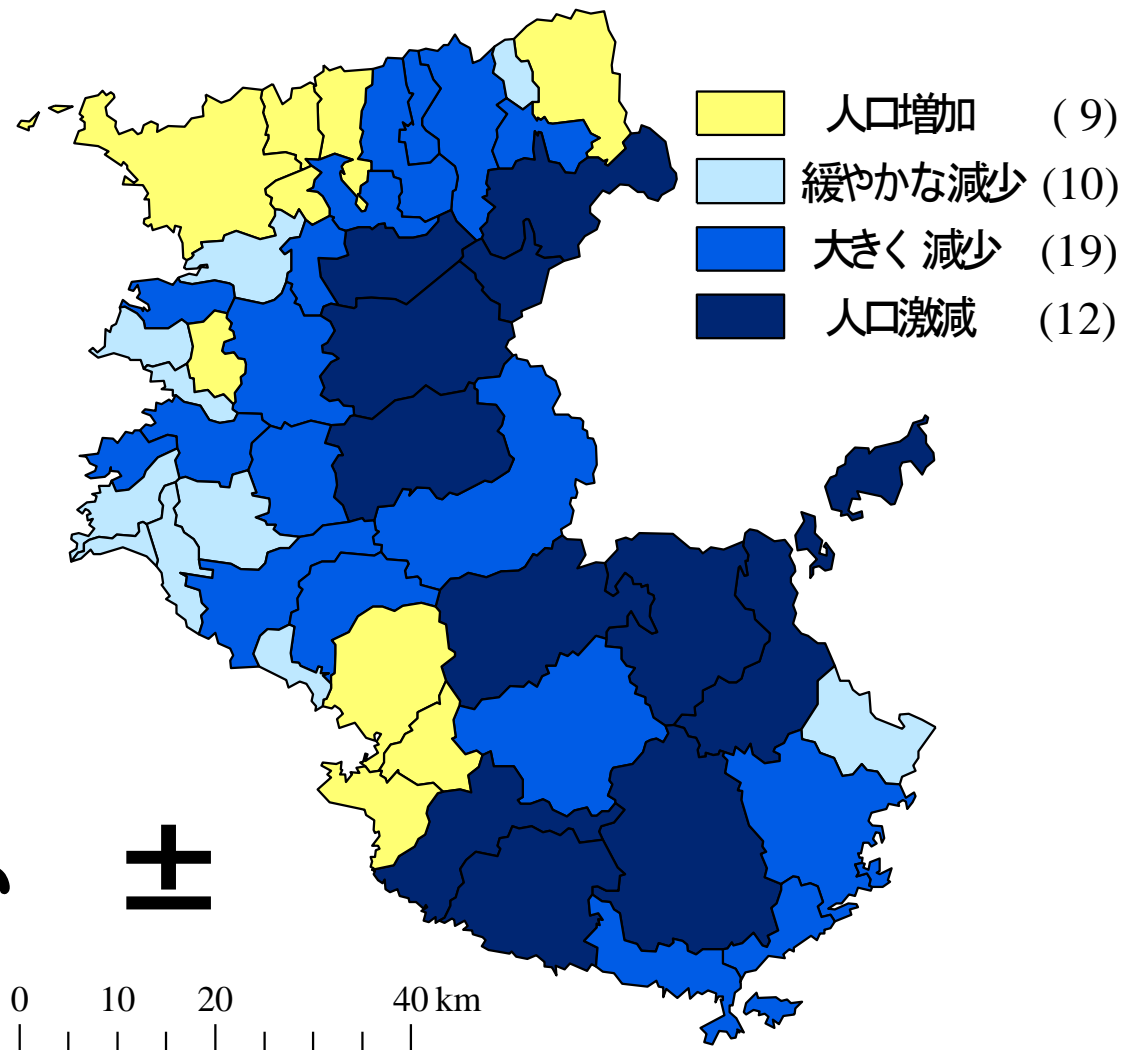 人口増加 ( 9)
緩やかな減少 (10)
大きく 減少 (19)
人口激減 (12)
±
0 10 20 40 km